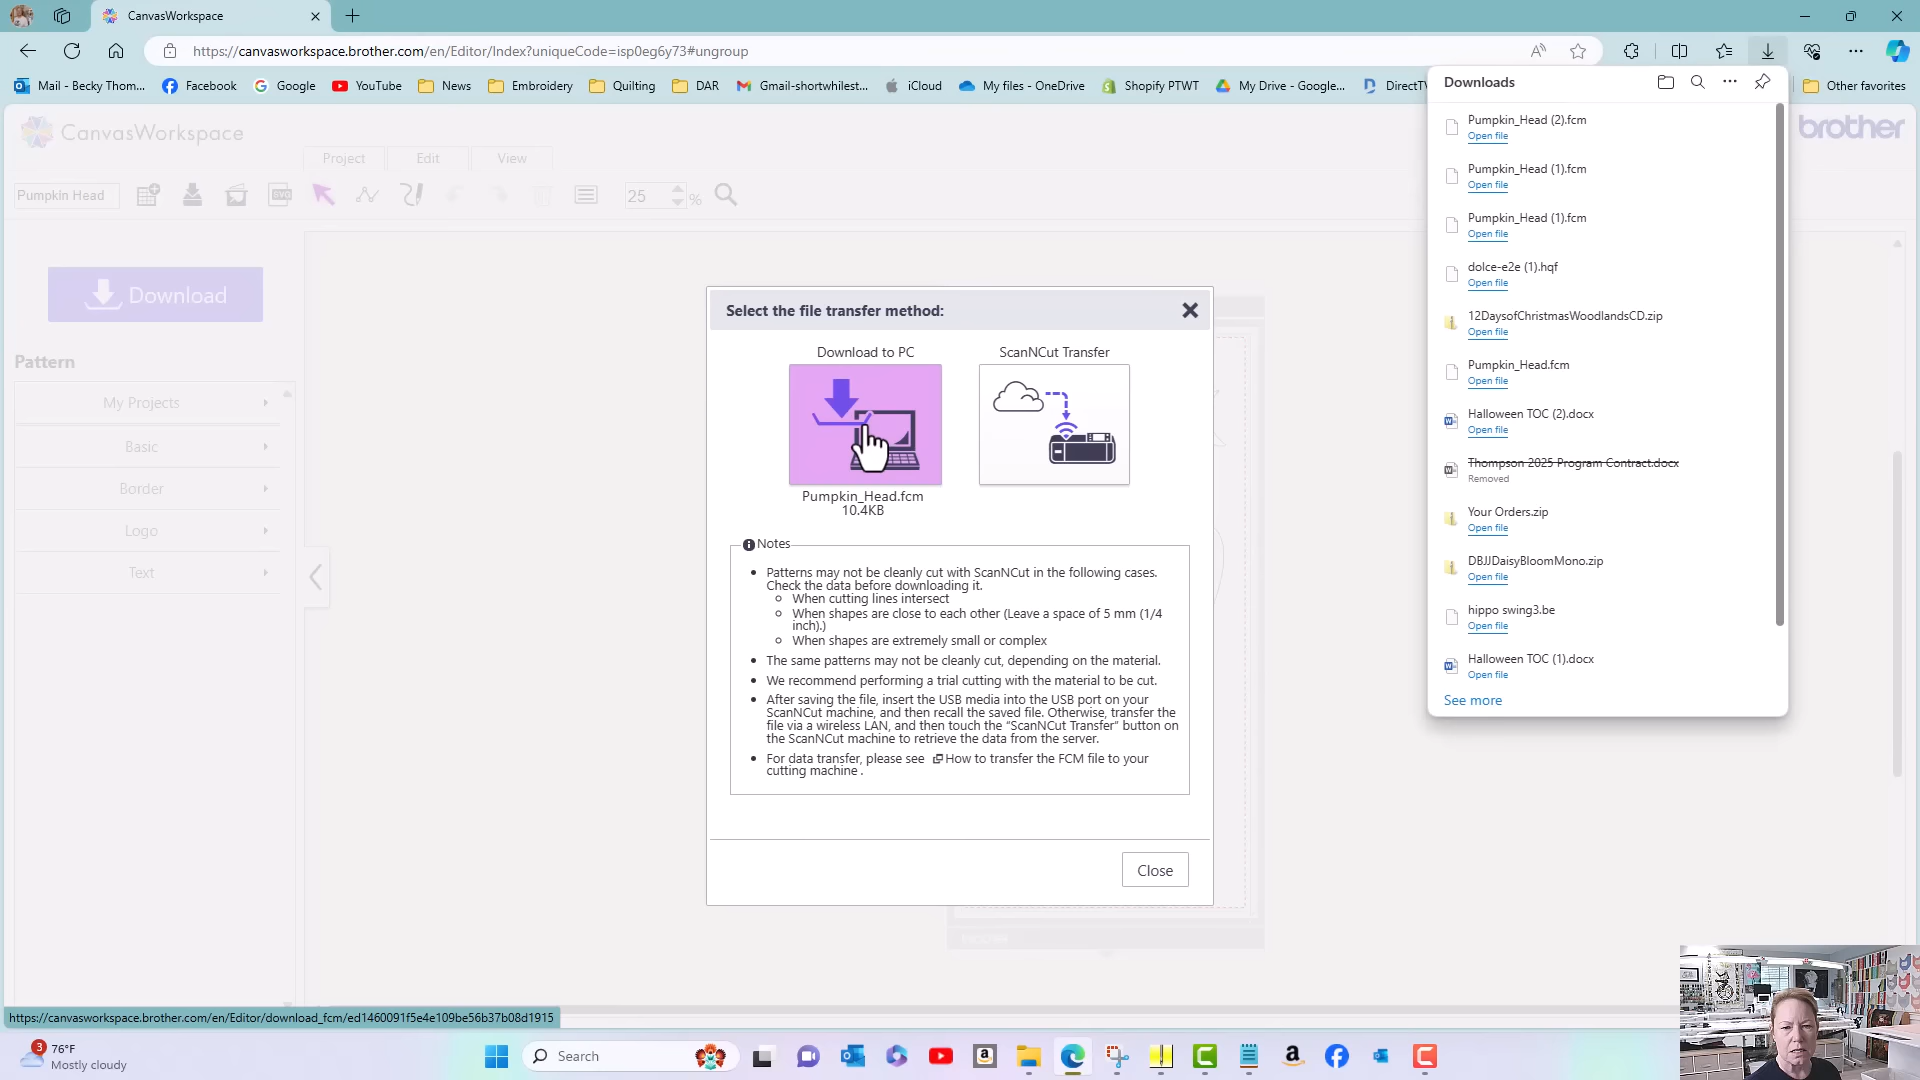 CanvasWorkspace
https://canvasworkspace.brother.com/en/Editor/Index?uniqueCode=isp0eg6y73#ungroup
Mail - Becky Thom...
Facebook
Google
YouTube
News
Embroidery
Quilting
DAR
Gmail-shortwhilest...
iCloud
My files - OneDrive
Shopify PTWT
My Drive - Google...
DirectTV
Other favorites
CanvasWorkspace
brother
Project
Edit
View
Pumpkin Head
SVG
25
%
Download
Pattern
My Projects
Basic
Border
Logo
Text
Select the file transfer method:
Download to PC
ScanNCut Transfer
Pumpkin_Head.fcm
10.4KB
Notes
Patterns may not be cleanly cut with ScanNCut in the following cases.
Check the data before downloading it.
When cutting lines intersect
When shapes are close to each other (Leave a space of 5 mm (1/4
inch).)
When shapes are extremely small or complex
The same patterns may not be cleanly cut, depending on the material.
We recommend performing a trial cutting with the material to be cut.
After saving the file, insert the USB media into the USB port on your
ScanNCut machine, and then recall the saved file. Otherwise, transfer the
file via a wireless LAN, and then touch the “ScanNCut Transfer” button on
the ScanNCut machine to retrieve the data from the server.
For data transfer, please see How to transfer the FCM file to your
cutting machine .
Close
Downloads
Pumpkin_Head (2).fcm
Open file
Pumpkin_Head (1).fcm
Open file
Pumpkin_Head (1).fcm
Open file
dolce-e2e (1).hqf
Open file
12DaysofChristmasWoodlandsCD.zip
Open file
Pumpkin_Head.fcm
Open file
Halloween TOC (2).docx
Open file
Thompson 2025 Program Contract.docx
Removed
Your Orders.zip
Open file
DBJJDaisyBloomMono.zip
Open file
hippo swing3.be
Open file
Halloween TOC (1).docx
Open file
See more
https://canvasworkspace.brother.com/en/Editor/download_fcm/ed1460091f5e4e109be56b37b08d1915
3
76°F
Mostly cloudy
Search